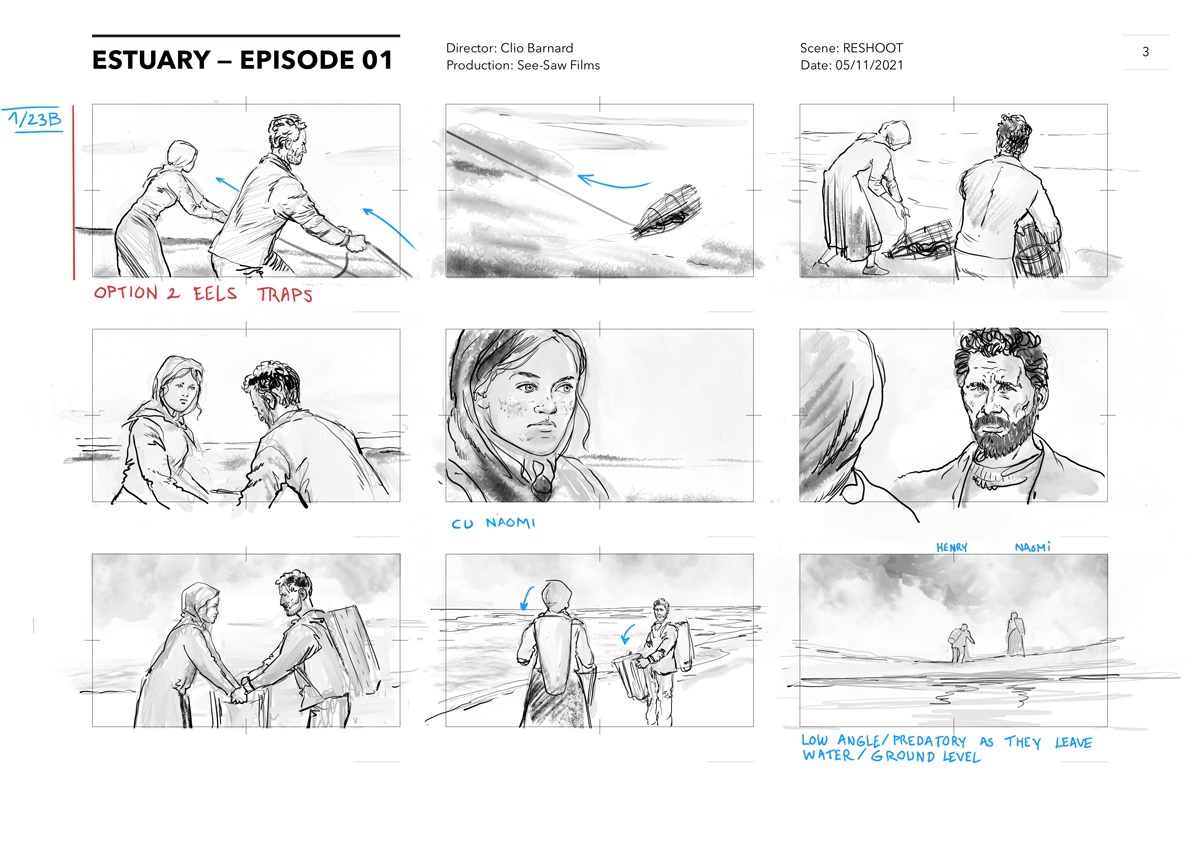 ESTUARY – EPISODE 01
Director: Clio Barnard
Production: See-Saw Films
Scene: RESHOOT
Date: 05/11/2021
3
1/23B
OPTION 2 EELS TRAPS
CU NAOMI
HENRY NAOMI
LOW ANGLE/PREDATORY AS THEY LEAVE
WATER/GROUND LEVEL